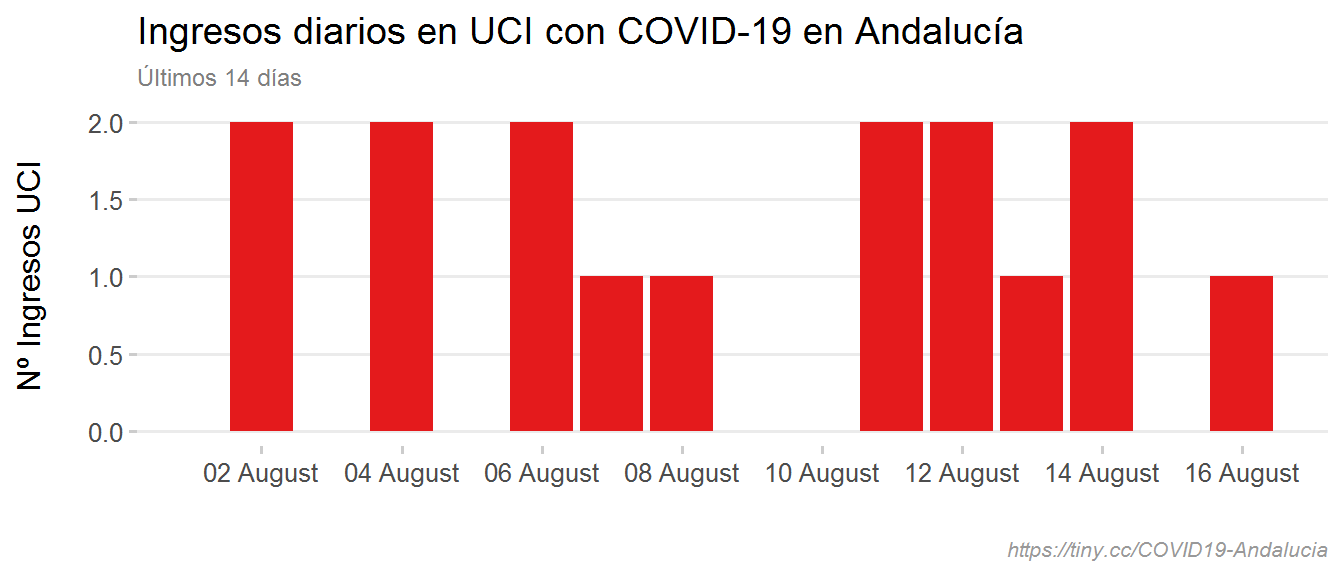 Ingresos diarios en UCI con COVID-19 en Andalucía
Últimos 14 días
Nº Ingresos UCI
2.0
1.5
1.0
0.5
0.0
02 August 04 August 06 August 08 August 10 August 12 August 14 August 16 August
https://tiny.cc/COVID19-Andalucia